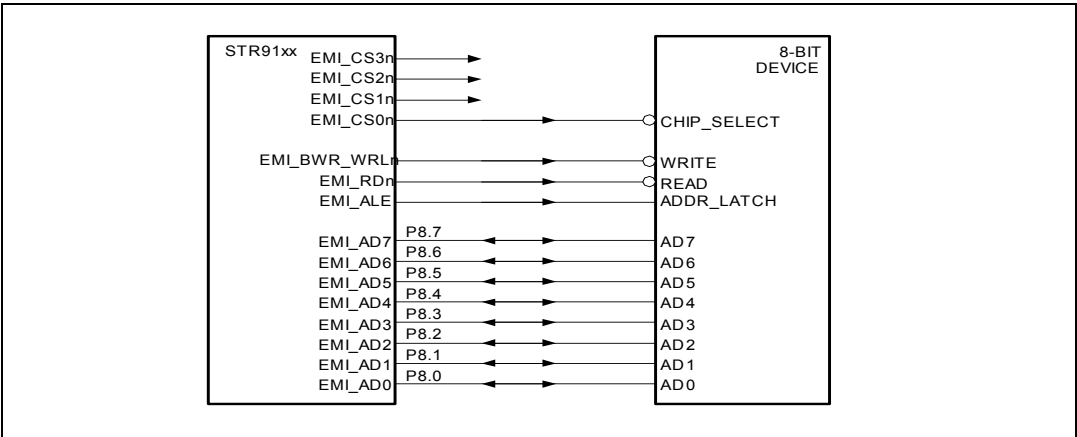 STR91xx
EMI_CS3n
EMI_CS2n
EMI_CS1n
EMI_CS0n
EMI_BWR_WRLn
EMI_RDn
EMI_ALE
EMI_AD7
EMI_AD6
EMI_AD5
EMI_AD4
EMI_AD3
EMI_AD2
EMI_AD1
EMI_AD0
P8.7
P8.6
P8.5
P8.4
P8.3
P8.2
P8.1
P8.0
8-BIT
DEVICE
CHIP_SELECT
WRITE
READ
ADDR_LATCH
AD7
AD6
AD5
AD4
AD3
AD2
AD1
AD0